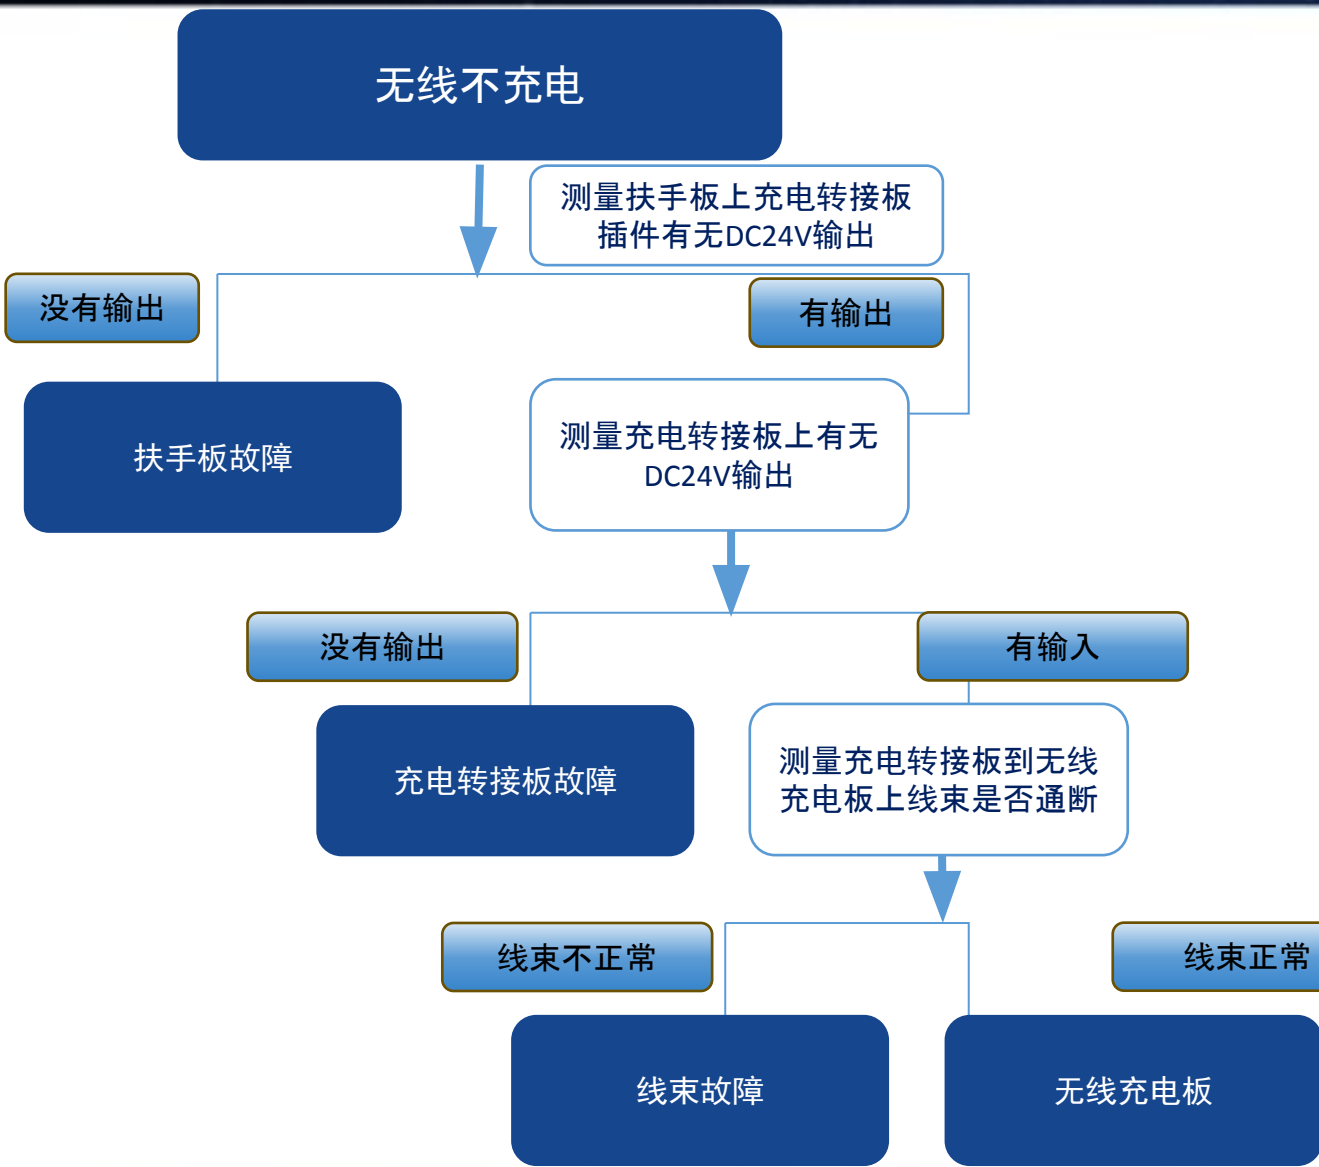 无线不充电
测量扶手板上充电转接板
插件有无DC24V输出
没有输出
有输出
扶手板故障
测量充电转接板上有无
DC24V输出
没有输出
有输入
充电转接板故障
测量充电转接板到无线
充电板上线束是否通断
线束不正常
线束正常
线束故障
无线充电板